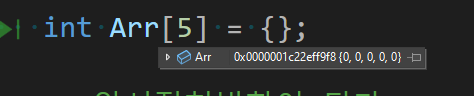 int Arr[5] = {};
Arr 0x0000001c22eff9f8 {0, 0, 0, 0, 0}